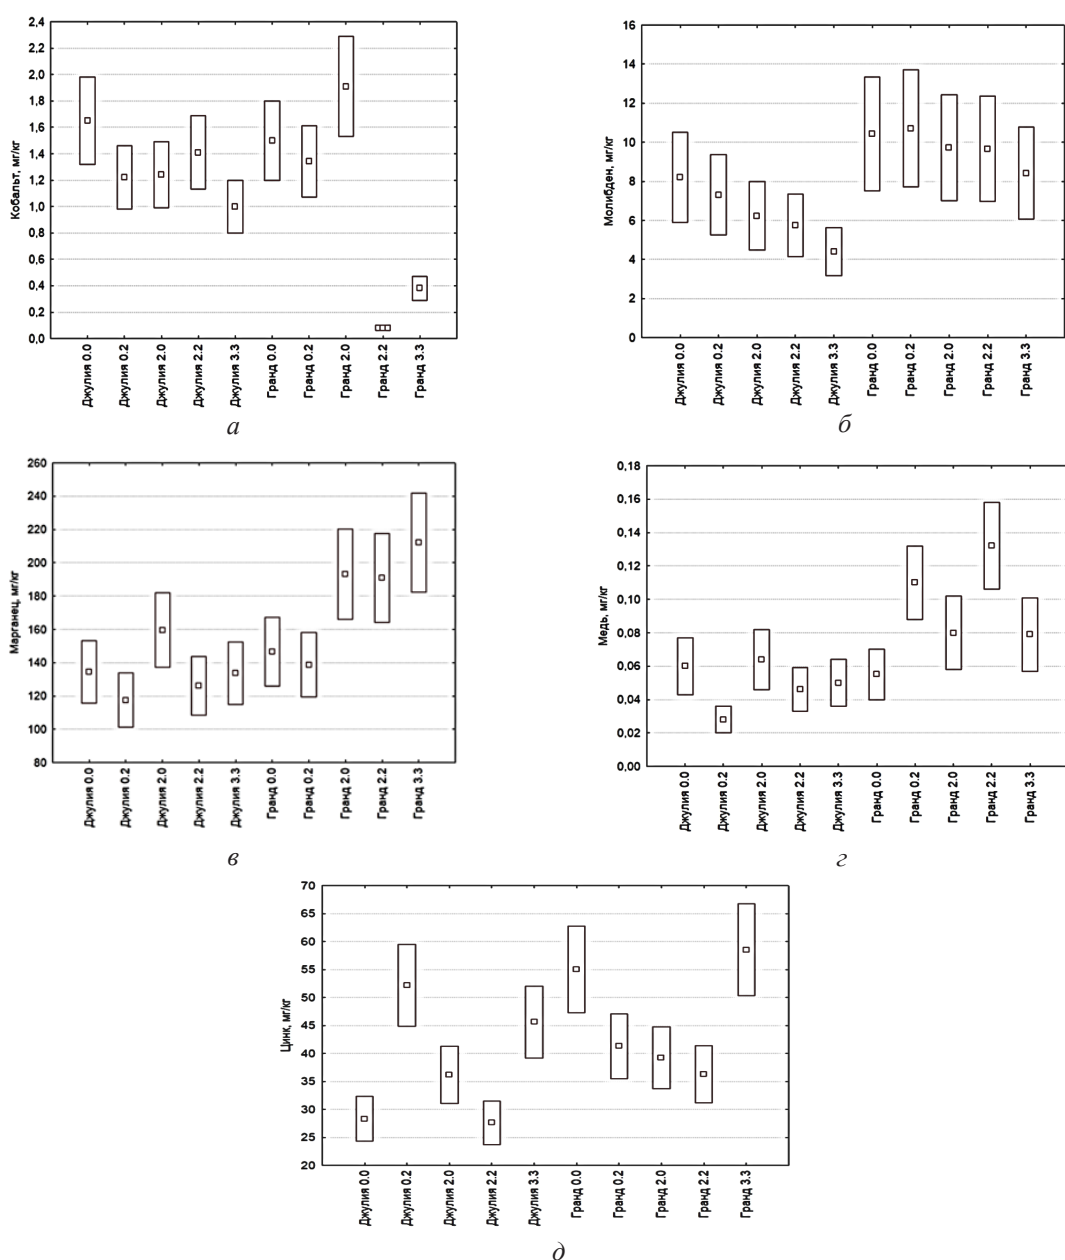 Кобальт, мг/кг
2,4
2,2
2,0
1,8
1,6
1,4
1,2
1,0
0,8
0,6
0,4
0,2
0,0
Джулия 0.0
Джулия 0.2
Джулия 2.0
Джулия 2.2
Джулия 3.3
Гранд 0.0
Гранд 0.2
Гранд 2.0
Гранд 2.2
Гранд 3.3
а
Молибден, мг/кг
16
14
12
10
8
6
4
2
0
Джулия 0.0
Джулия 0.2
Джулия 2.0
Джулия 2.2
Джулия 3.3
Гранд 0.0
Гранд 0.2
Гранд 2.0
Гранд 2.2
Гранд 3.3
б
Марганец, мг/кг
260
240
220
200
180
160
140
120
100
80
Джулия 0.0
Джулия 0.2
Джулия 2.0
Джулия 2.2
Джулия 3.3
Гранд 0.0
Гранд 0.2
Гранд 2.0
Гранд 2.2
Гранд 3.3
в
Медь, мг/кг
0,18
0,16
0,14
0,12
0,10
0,08
0,06
0,04
0,02
0,00
Джулия 0.0
Джулия 0.2
Джулия 2.0
Джулия 2.2
Джулия 3.3
Гранд 0.0
Гранд 0.2
Гранд 2.0
Гранд 2.2
Гранд 3.3
г
Цинк, мг/кг
70
65
60
55
50
45
40
35
30
25
20
Джулия 0.0
Джулия 0.2
Джулия 2.0
Джулия 2.2
Джулия 3.3
Гранд 0.0
Гранд 0.2
Гранд 2.0
Гранд 2.2
Гранд 3.3
д